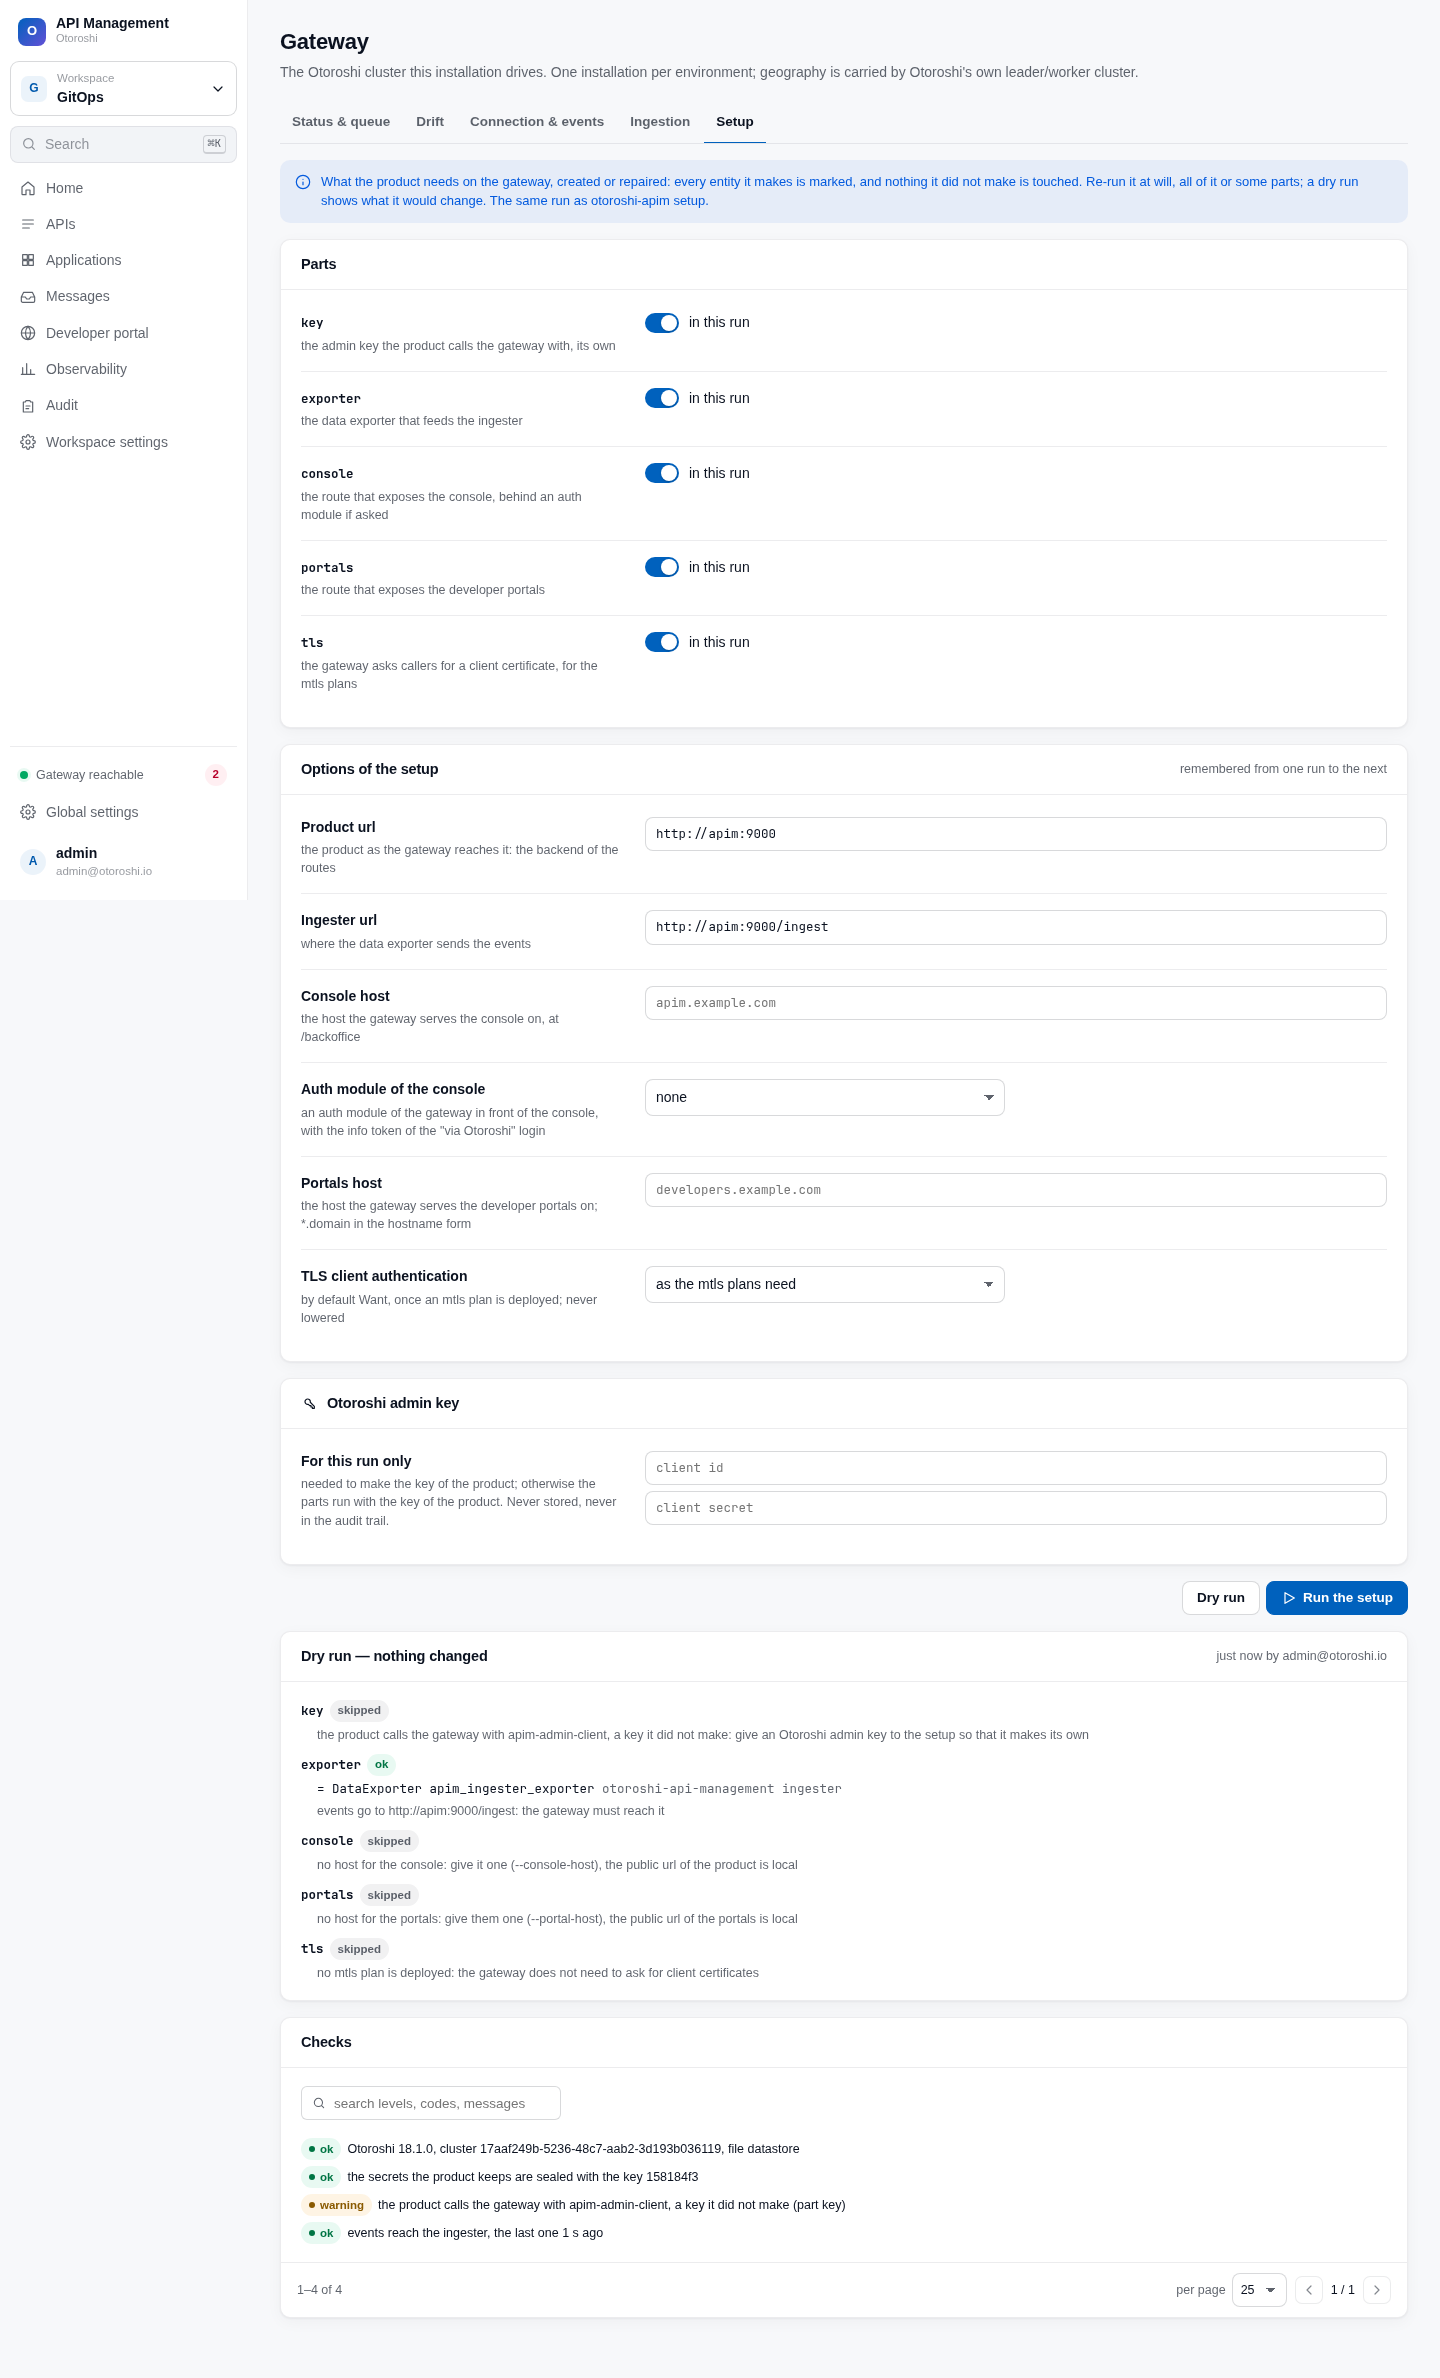 O
API Management
Otoroshi
G
Workspace
GitOps
Search
⌘K
Home
APIs
Applications
Messages
Developer portal
Observability
Audit
Workspace settings
Gateway reachable
2
Global settings
A
admin
admin@otoroshi.io
Gateway
The Otoroshi cluster this installation drives. One installation per environment; geography is carried by Otoroshi's own leader/worker cluster.
Status & queue
Drift
Connection & events
Ingestion
Setup
What the product needs on the gateway, created or repaired: every entity it makes is marked, and nothing it did not make is touched. Re-run it at will, all of it or some parts; a dry run
shows what it would change. The same run as otoroshi-apim setup.
Parts
key
in this run
the admin key the product calls the gateway with, its own
exporter
in this run
the data exporter that feeds the ingester
console
in this run
the route that exposes the console, behind an auth
module if asked
portals
in this run
the route that exposes the developer portals
tls
in this run
the gateway asks callers for a client certificate, for the
mtls plans
Options of the setup
remembered from one run to the next
Product url
http://apim:9000
the product as the gateway reaches it: the backend of the
routes
Ingester url
http://apim:9000/ingest
where the data exporter sends the events
Console host
apim.example.com
the host the gateway serves the console on, at
/backoffice
Auth module of the console
none
an auth module of the gateway in front of the console,
with the info token of the "via Otoroshi" login
Portals host
developers.example.com
the host the gateway serves the developer portals on;
*.domain in the hostname form
TLS client authentication
as the mtls plans need
by default Want, once an mtls plan is deployed; never
lowered
Otoroshi admin key
For this run only
client id
needed to make the key of the product; otherwise the
parts run with the key of the product. Never stored, never
in the audit trail.
client secret
Dry run
Run the setup
Dry run — nothing changed
just now by admin@otoroshi.io
key skipped
the product calls the gateway with apim-admin-client, a key it did not make: give an Otoroshi admin key to the setup so that it makes its own
exporter ok
= DataExporter apim_ingester_exporter otoroshi-api-management ingester
events go to http://apim:9000/ingest: the gateway must reach it
console skipped
no host for the console: give it one (--console-host), the public url of the product is local
portals skipped
no host for the portals: give them one (--portal-host), the public url of the portals is local
tls skipped
no mtls plan is deployed: the gateway does not need to ask for client certificates
Checks
search levels, codes, messages
ok Otoroshi 18.1.0, cluster 17aaf249b-5236-48c7-aab2-3d193b036119, file datastore
ok the secrets the product keeps are sealed with the key 158184f3
warning the product calls the gateway with apim-admin-client, a key it did not make (part key)
ok events reach the ingester, the last one 1 s ago
1–4 of 4
per page 25
1 / 1